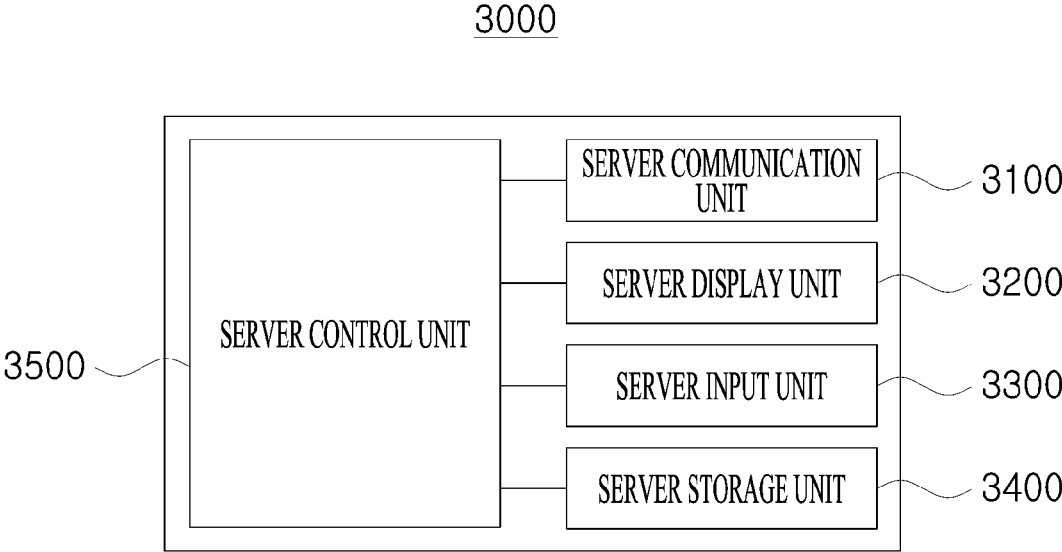 3000
SERVER COMMUNICATION
UNIT
3100
SERVER DISPLAY UNIT
3200
SERVER CONTROL UNIT
3500
SERVER INPUT UNIT
3300
SERVER STORAGE UNIT
3400